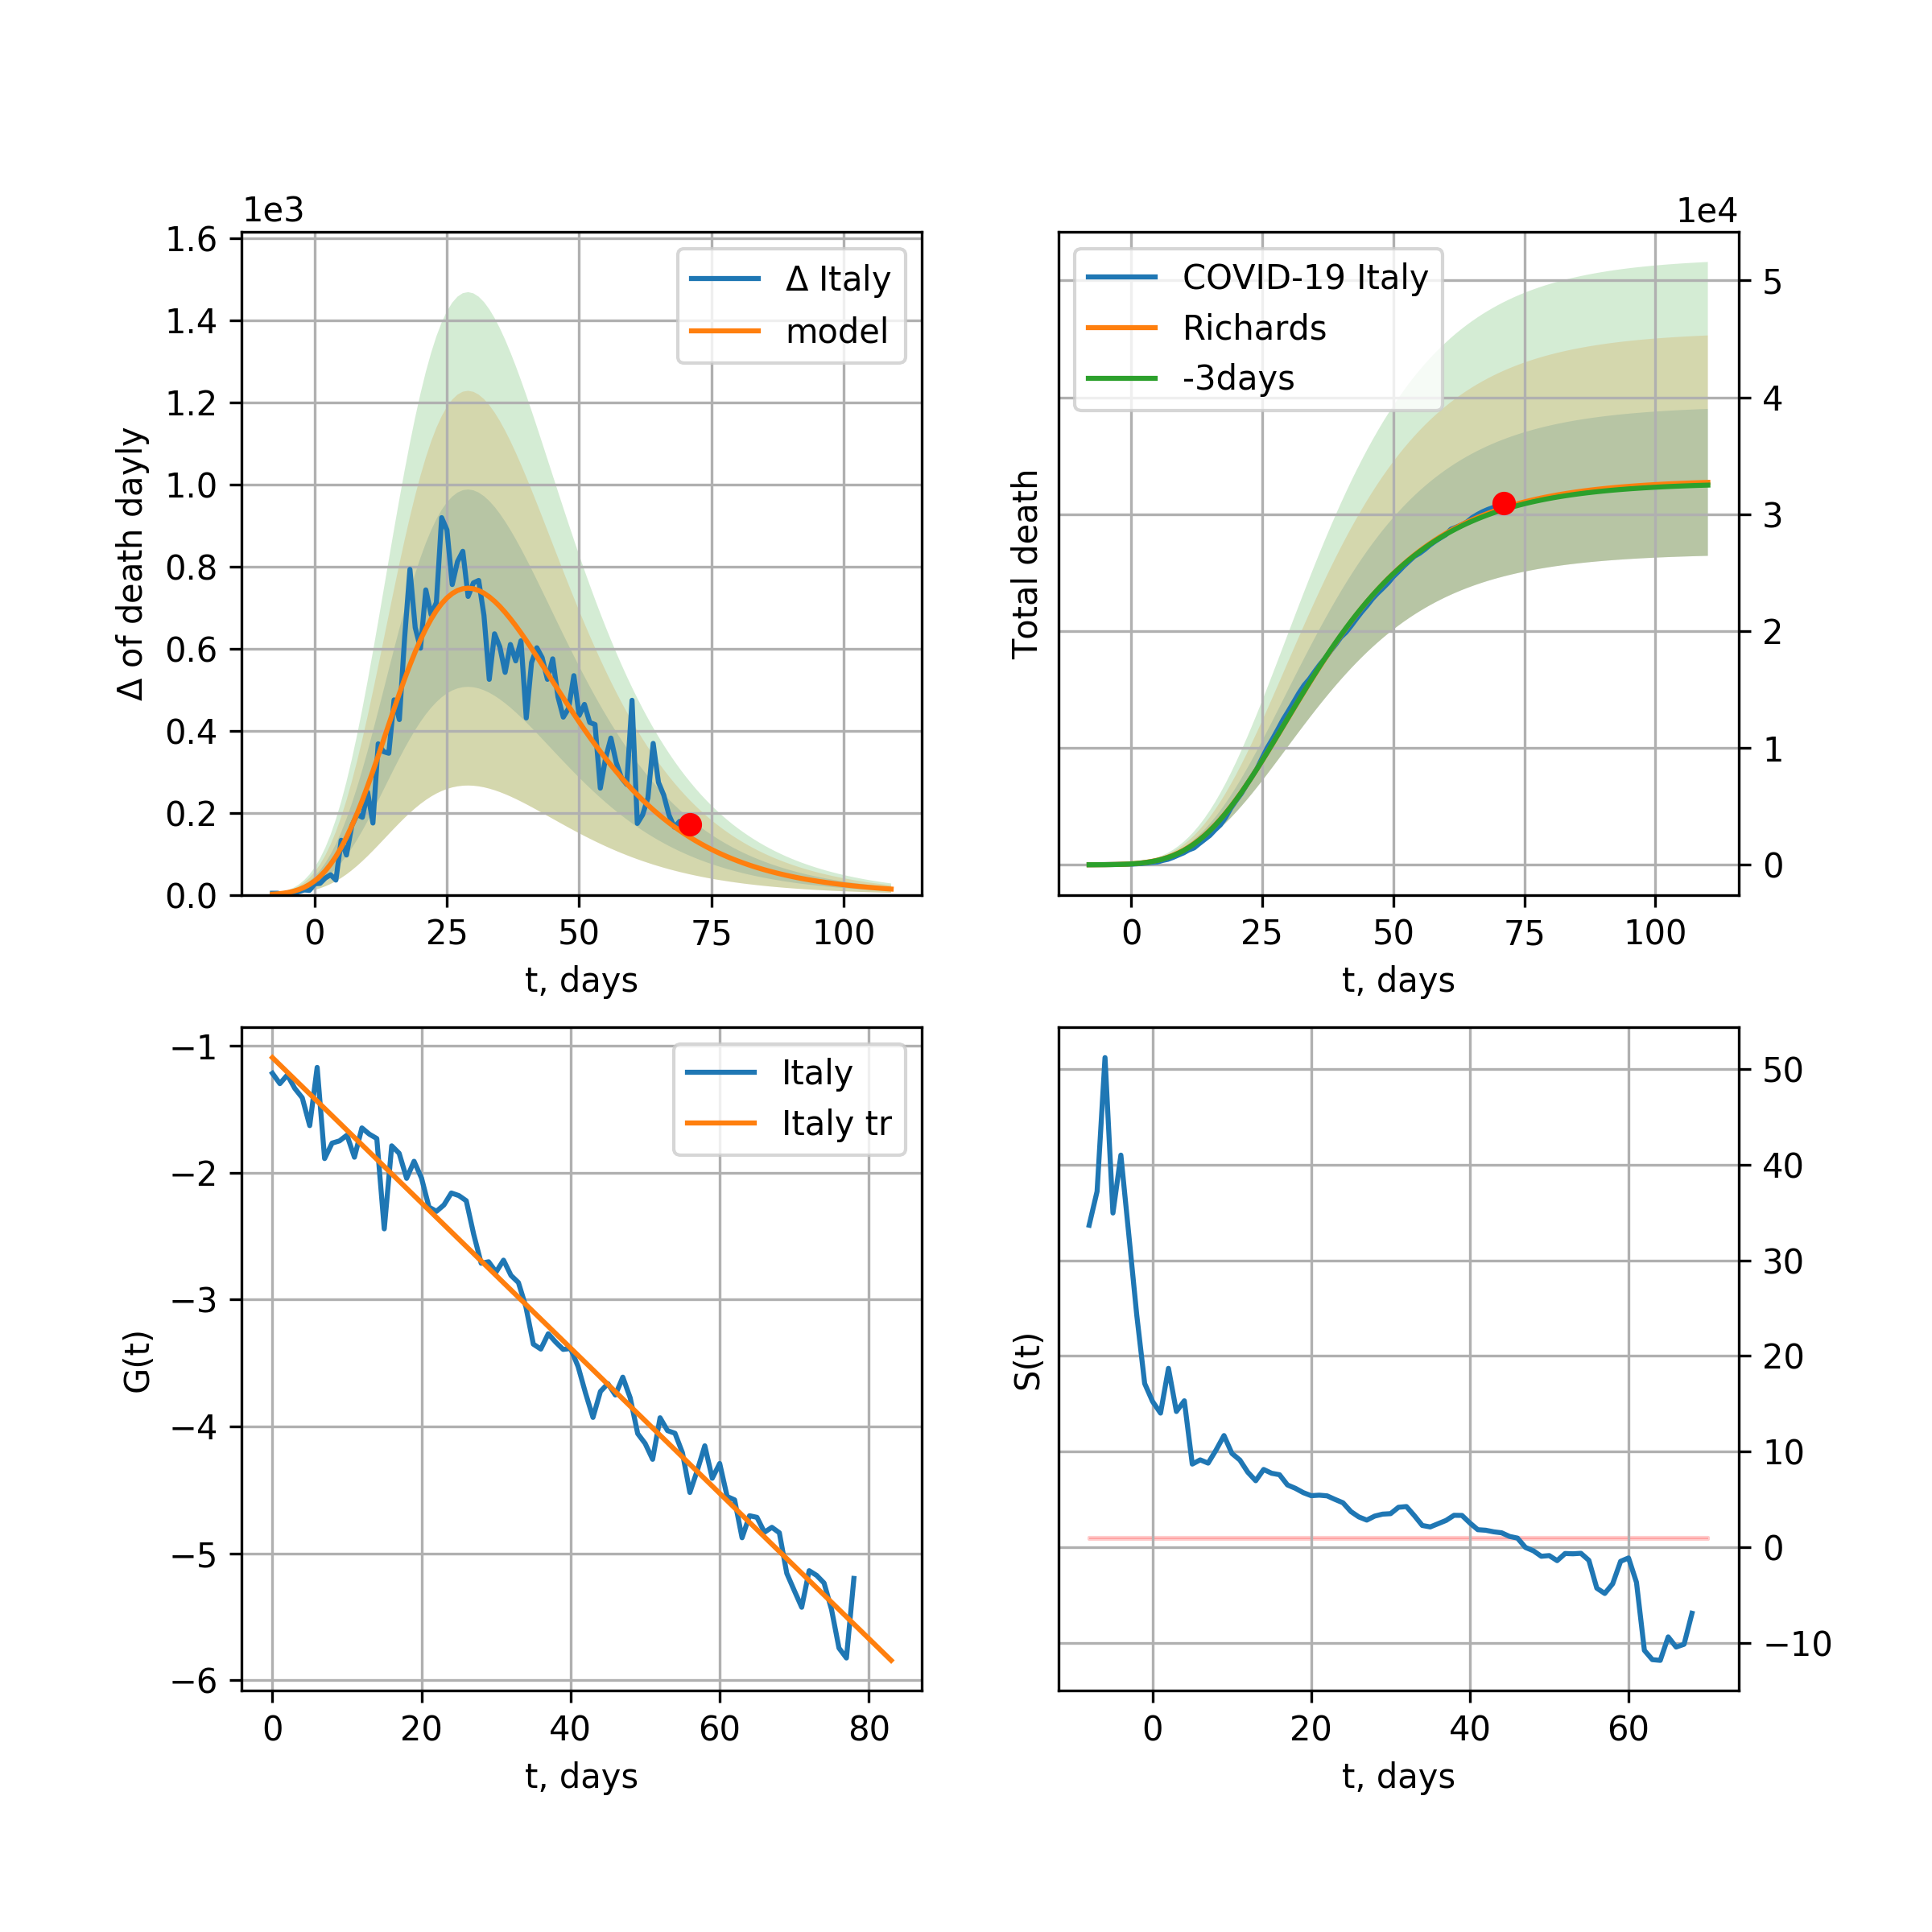 1e3
1.6
1.4
1.2
1.0
0.8
0.6
0.4
0.2
0.0
Δ of death dayly
Δ Italy
model
0 25 50 75 100
t, days
1e4
COVID-19 Italy
Richards
-3days
Total death
5
4
3
2
1
0
0 25 50 75 100
t, days
−1
−2
−3
−4
−5
−6
G(t)
Italy
Italy tr
0 20 40 60 80
t, days
S(t)
50
40
30
20
10
0
−10
0 20 40 60
t, days